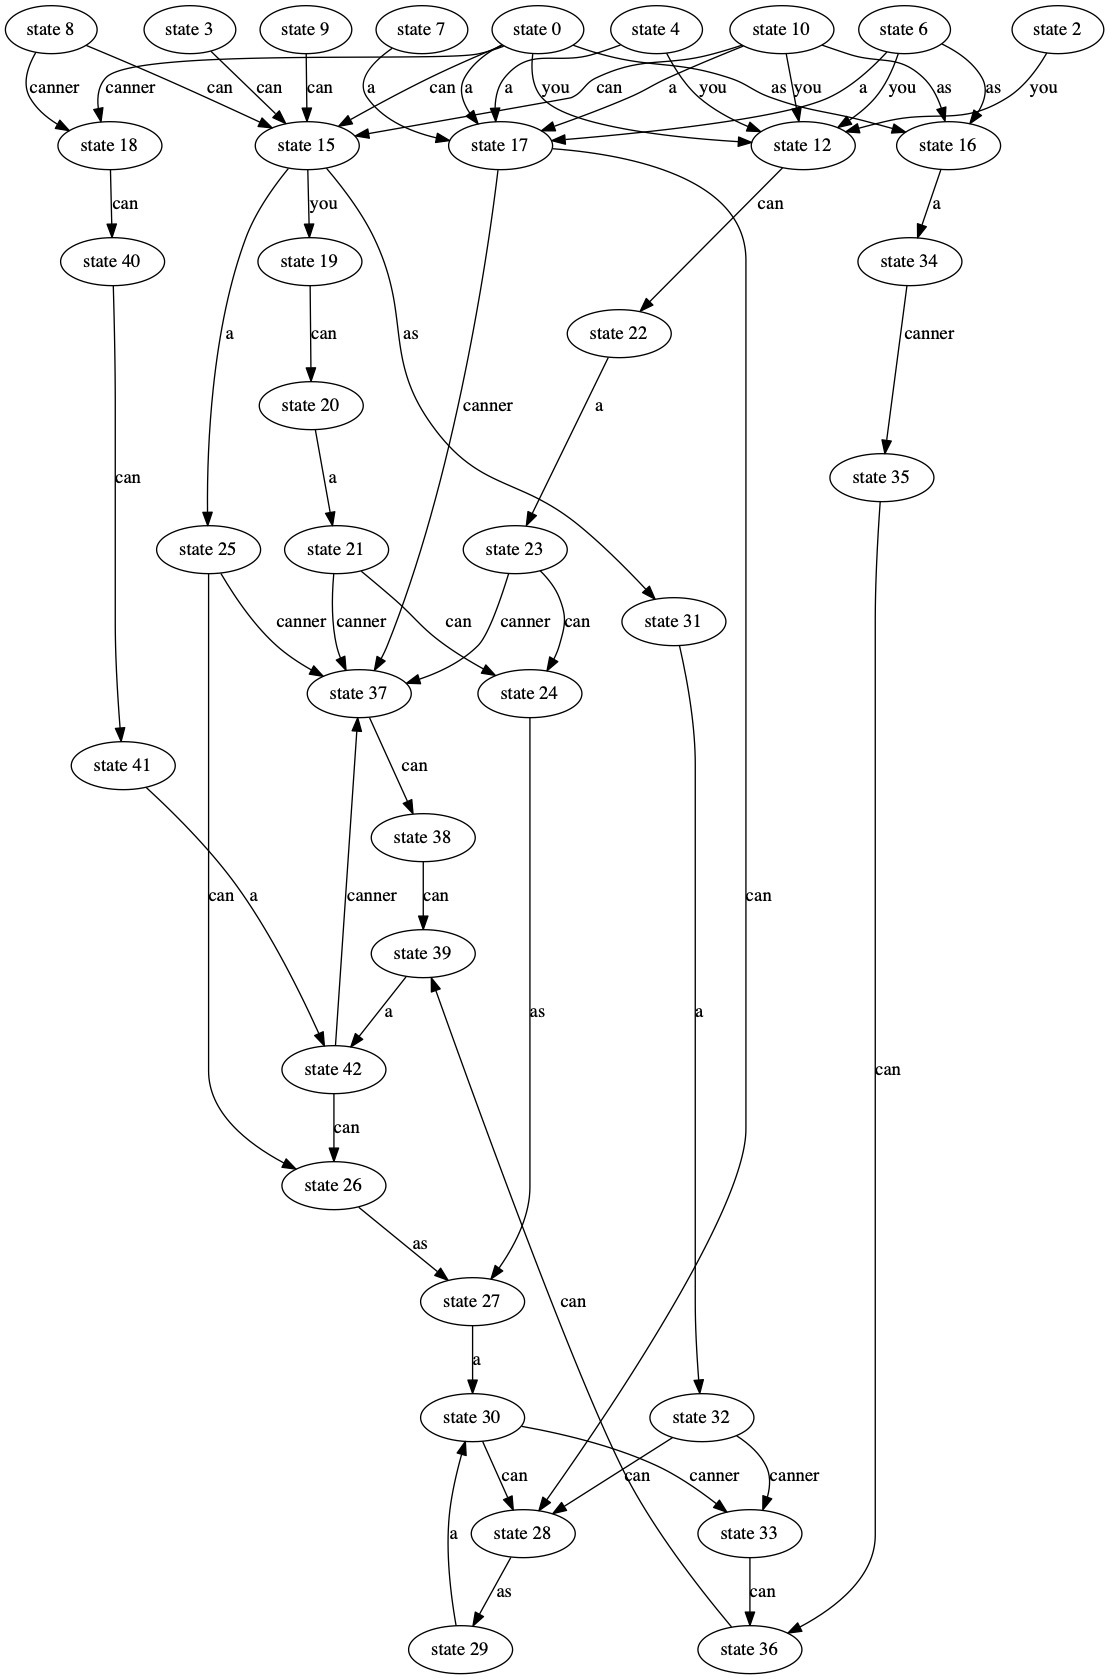 state 8 state 3 state 9 state 7 state 0 state 4 state 10 state 6 state 2
canner canner can can can can a a a you can a you you as a you as as you
state 18 state 15 state 17 state 12 state 16
can you can a
state 40 state 19 state 22 state 34
a can as canner
state 20 canner a
can a state 35
state 25 state 21 state 23
canner canner can canner can state 31
state 37 state 24
state 41 can
state 38
can a canner can can
state 39
a as a
state 42 can
can
state 26
as
state 27 can
a
state 30 state 32
can can canner canner
a state 28 state 33
as can
state 29 state 36